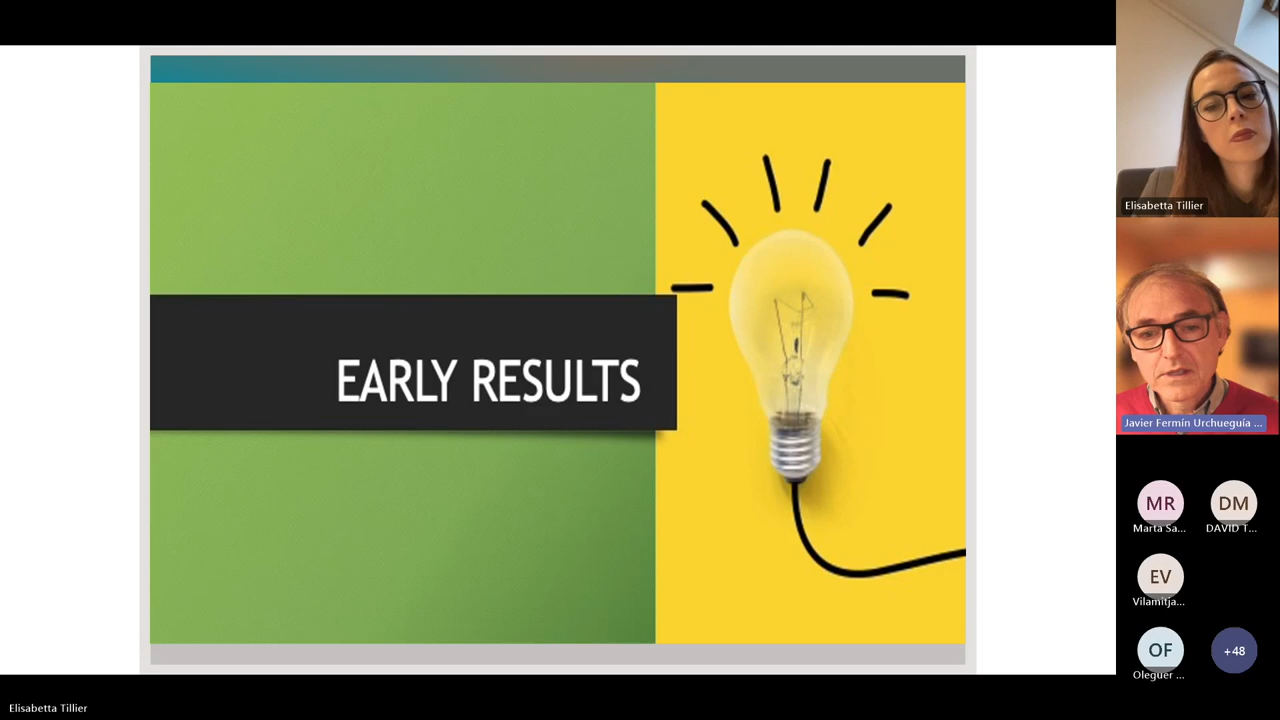 EARLY RESULTS
Elisabetta Tillier
Javier Fermín Urchueguía ...
MR
Marta Sa...
DM
DAVID T...
EV
Vilamitja...
OF
Oleguer ...
+48
Elisabetta Tillier